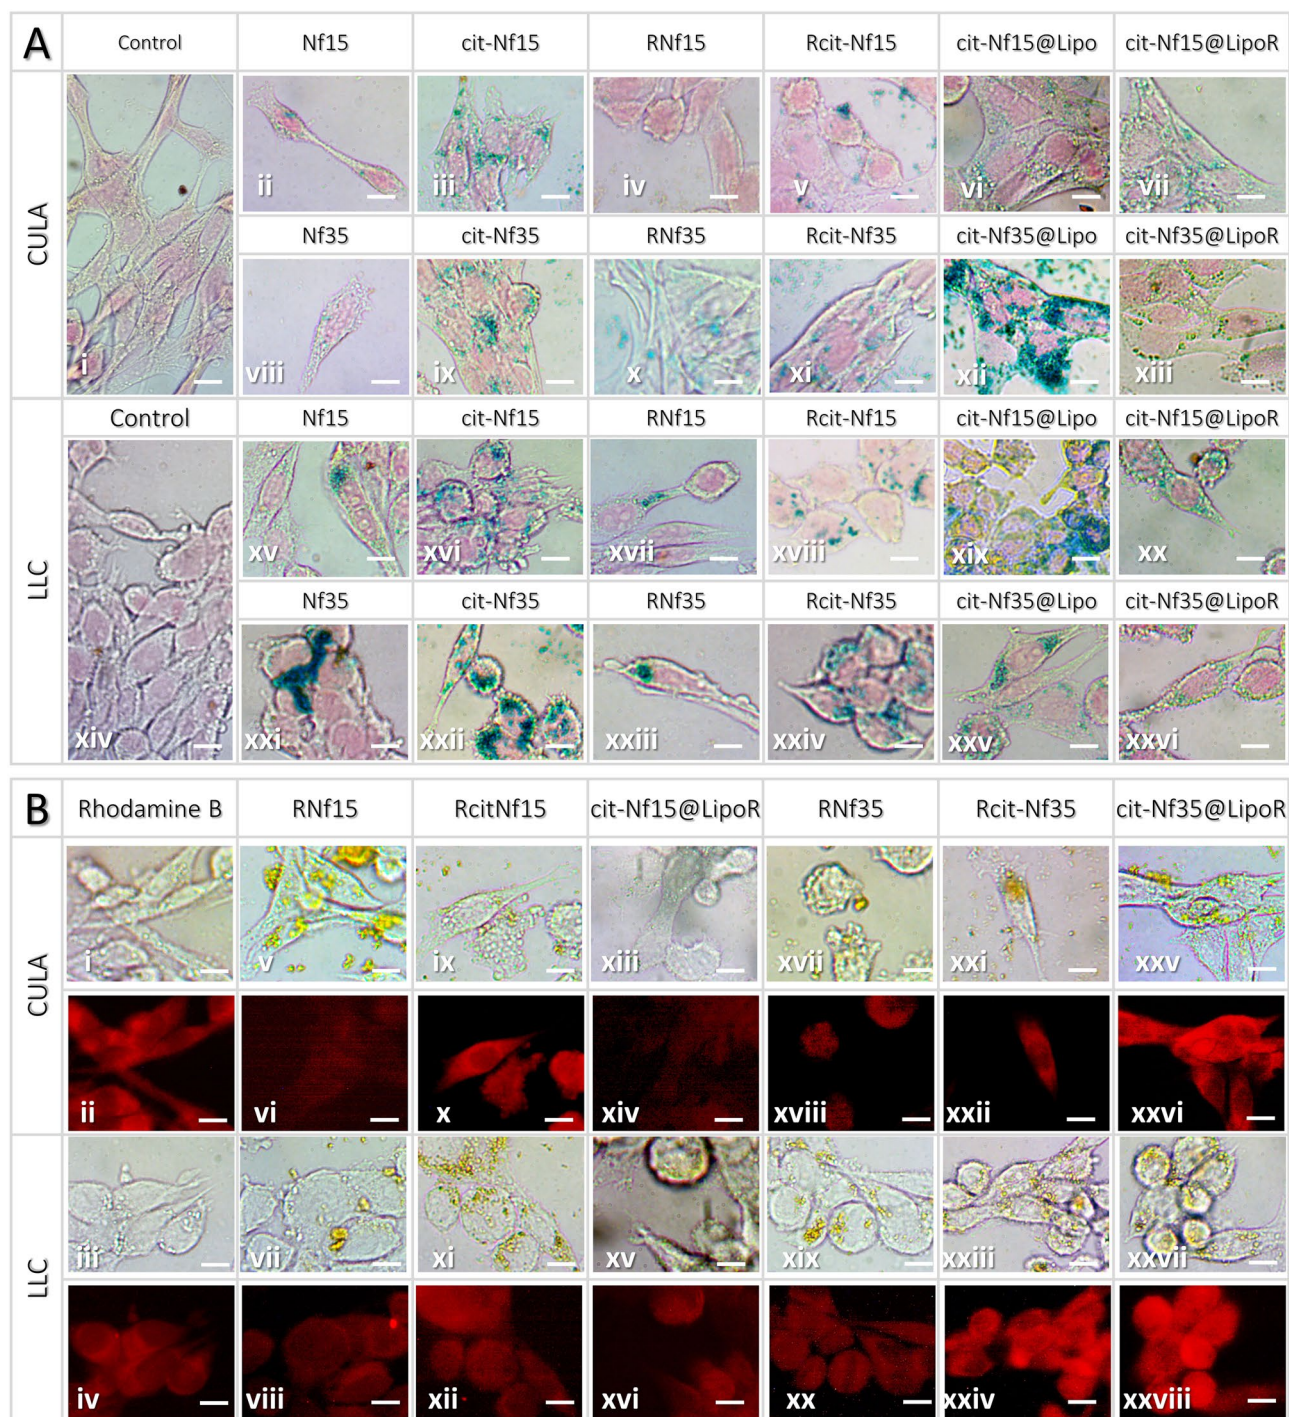 A Control Nf15 cit-Nf15 RNf15 Rcit-Nf15 cit-Nf15@Lipo cit-Nf15@LipoR
CULA
i ii iii iv v vi vii
Nf35 cit-Nf35 RNf35 Rcit-Nf35 cit-Nf35@Lipo cit-Nf35@LipoR
viii ix x xi xii xiii
LLC
Control Nf15 cit-Nf15 RNf15 Rcit-Nf15 cit-Nf15@Lipo cit-Nf15@LipoR
xiv xv xvi xvii xviii xix xx
Nf35 cit-Nf35 RNf35 Rcit-Nf35 cit-Nf35@Lipo cit-Nf35@LipoR
xxi xxii xxiii xxiv xxv xxvi
B Rhodamine B RNf15 RcitNf15 cit-Nf15@LipoR RNf35 Rcit-Nf35 cit-Nf35@LipoR
CULA
i v ix xiii xvii xxi xxv
ii vi x xiv xviii xxii xxvi
LLC
iii vii xi xv xix xxiii xxvii
iv viii xii xvi xx xxiv xxviii